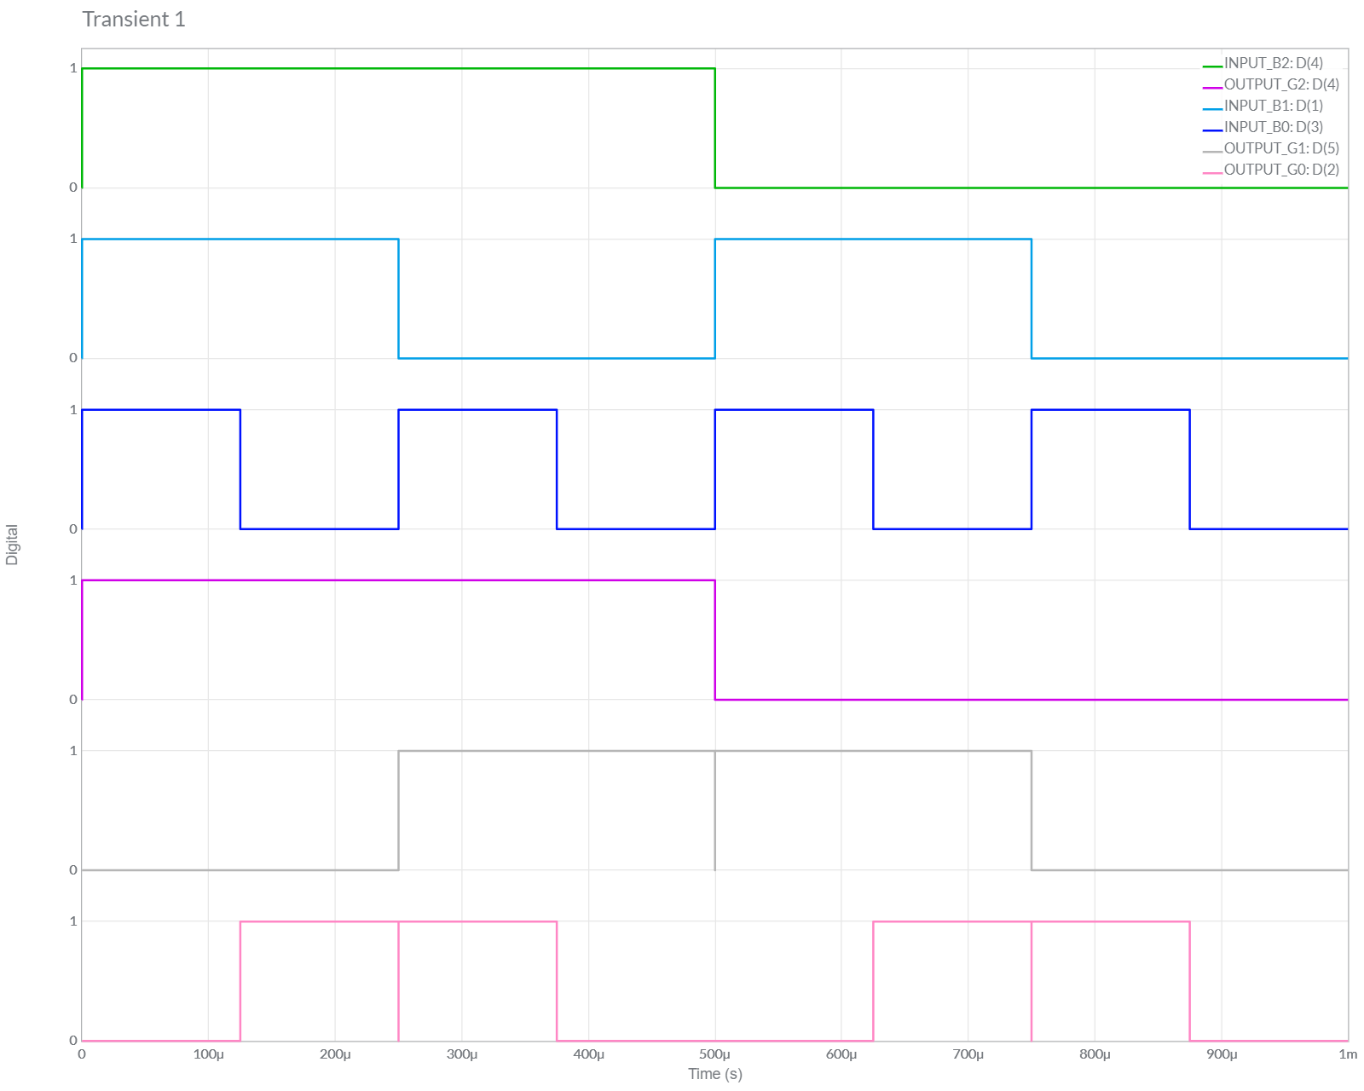 Transient 1
INPUT_B2: D(4)
OUTPUT_G2: D(4)
INPUT_B1: D(1)
INPUT_B0: D(3)
OUTPUT_G1: D(5)
OUTPUT_G0: D(2)
1
0
1
0
1
0
Digital
1
0
1
0
1
0
0 100µ 200µ 300µ 400µ 500µ 600µ 700µ 800µ 900µ 1m
Time (s)